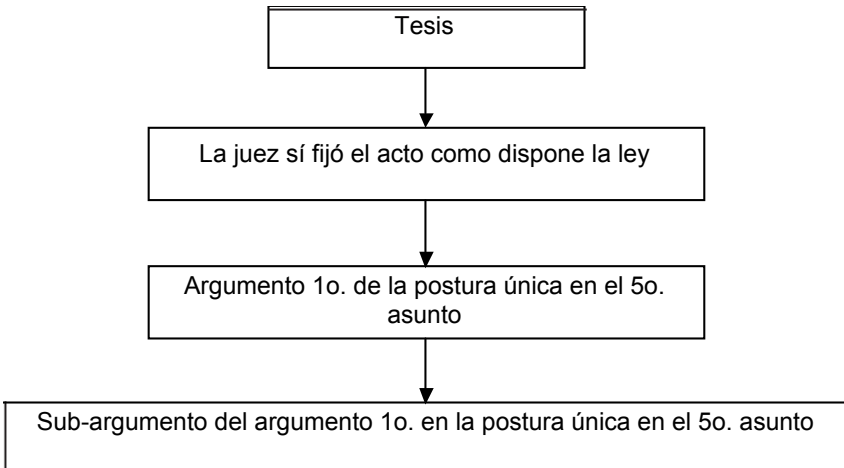 Tesis
La juez sí fijó el acto como dispone la ley
Argumento 1o. de la postura única en el 5o.
asunto
Sub-argumento del argumento 1o. en la postura única en el 5o. asunto